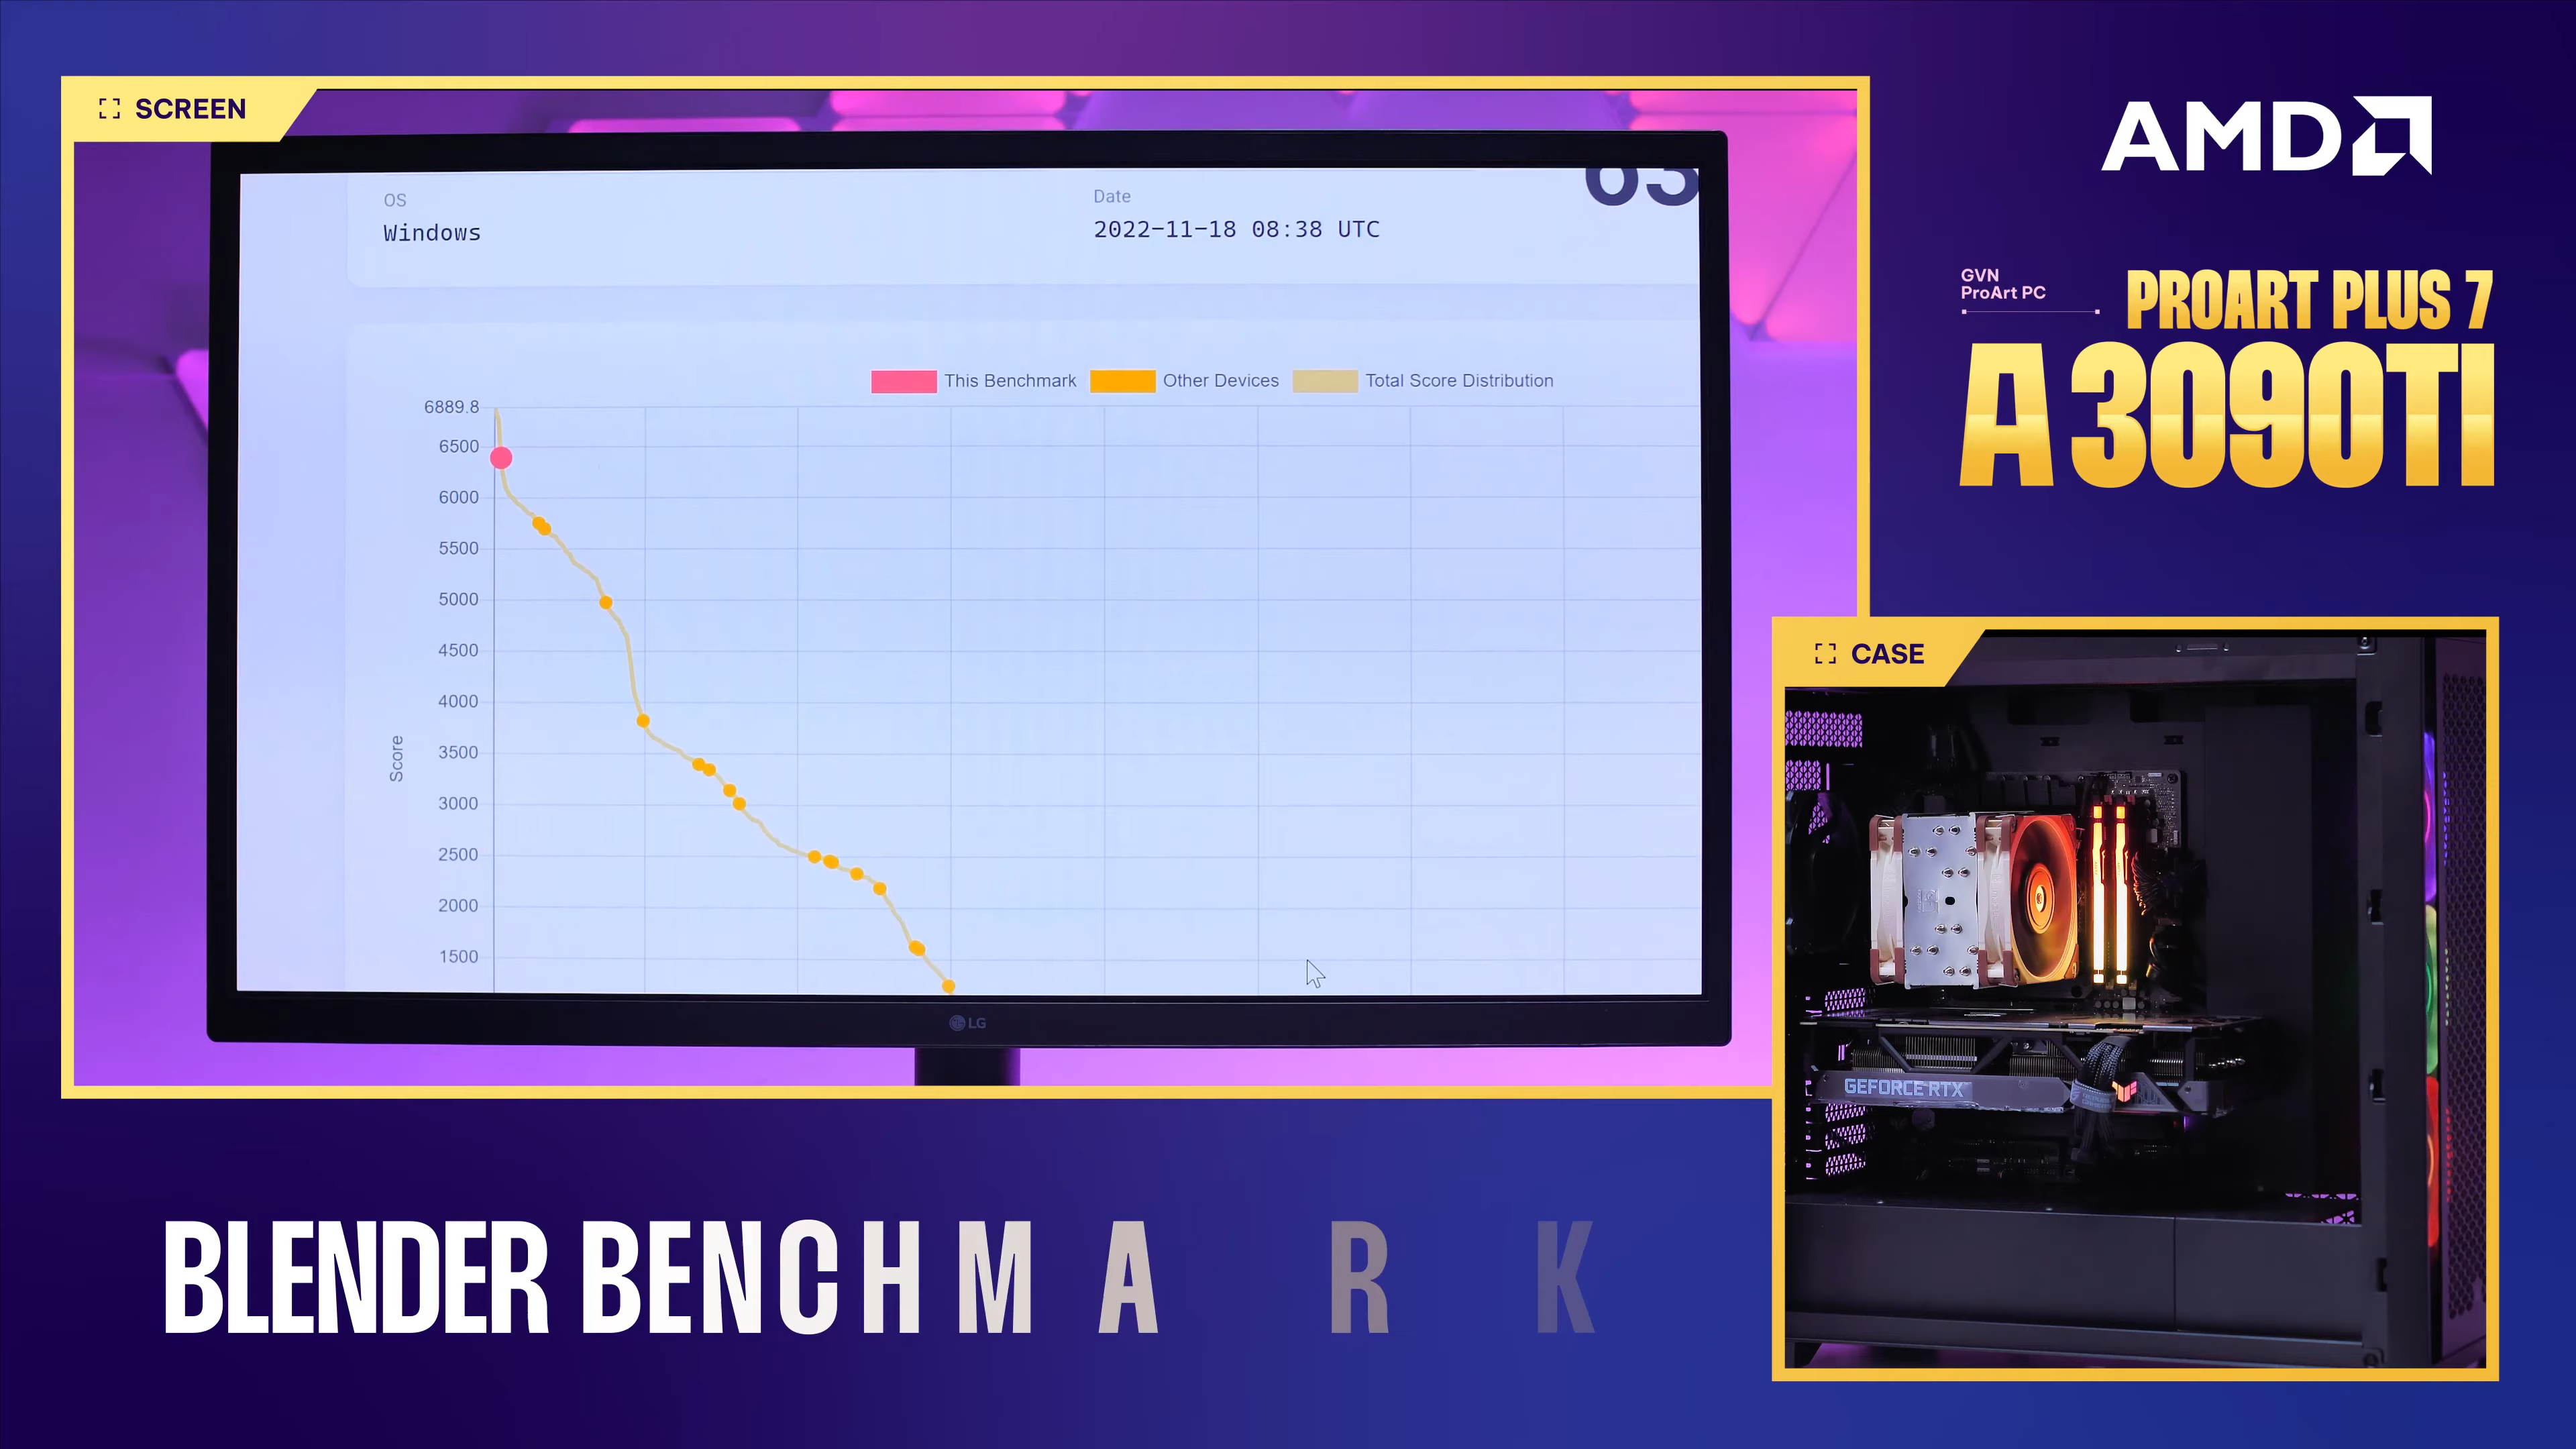 SCREEN
AMD
GVN
ProArt PC
PROART PLUS 7
A 3090TI
OS
Windows
Date
2022-11-18 08:38 UTC
This Benchmark
Other Devices
Total Score Distribution
6889.8
6500
6000
5500
5000
4500
4000
3500
3000
2500
2000
1500
Score
LG
CASE
GEFORCE RTX
BLENDER BENCHMARK